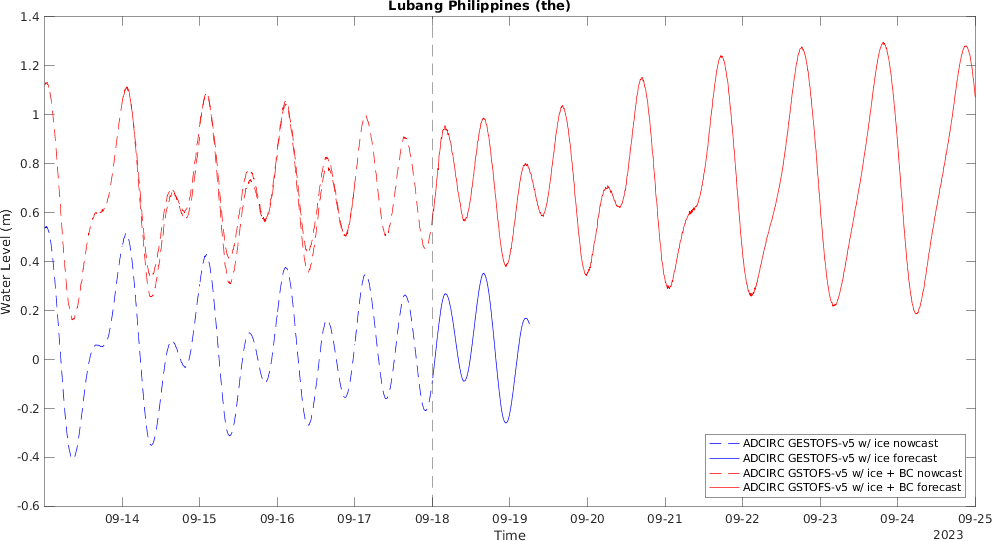 Lubang Philippines (the)
Water Level (m)
1.4
1.2
1
0.8
0.6
0.4
0.2
0
-0.2
-0.4
-0.6
ADCIRC GESTOFS-v5 w/ ice nowcast
ADCIRC GESTOFS-v5 w/ ice forecast
ADCIRC GSTOFS-v5 w/ ice + BC nowcast
ADCIRC GSTOFS-v5 w/ ice + BC forecast
09-14 09-15 09-16 09-17 09-18 09-19 09-20 09-21 09-22 09-23 09-24 09-25
Time
2023